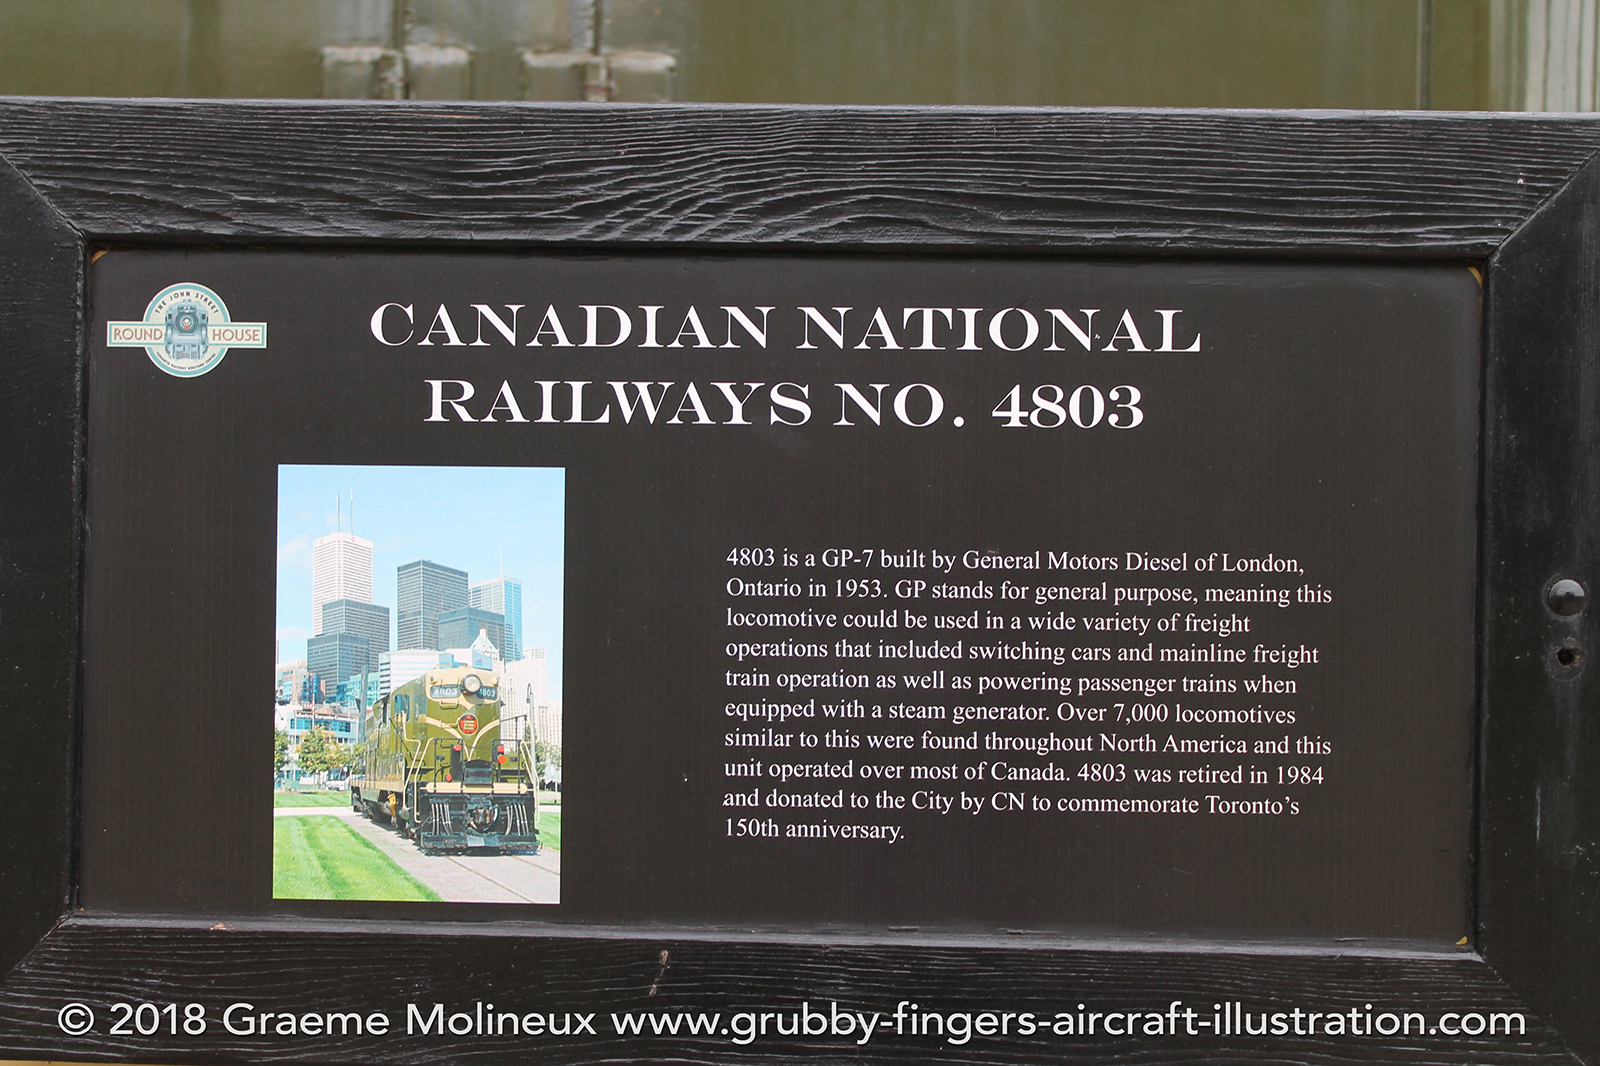 THE JOHN STREET
ROUND HOUSE
CANADIAN NATIONAL
RAILWAYS NO. 4803
4803 4803
4803 is a GP-7 built by General Motors Diesel of London,
Ontario in 1953. GP stands for general purpose, meaning this
locomotive could be used in a wide variety of freight
operations that included switching cars and mainline freight
train operation as well as powering passenger trains when
equipped with a steam generator. Over 7,000 locomotives
similar to this were found throughout North America and this
unit operated over most of Canada. 4803 was retired in 1984
and donated to the City by CN to commemorate Toronto’s
150th anniversary.
© 2018 Graeme Molineux www.grubby-fingers-aircraft-illustration.com